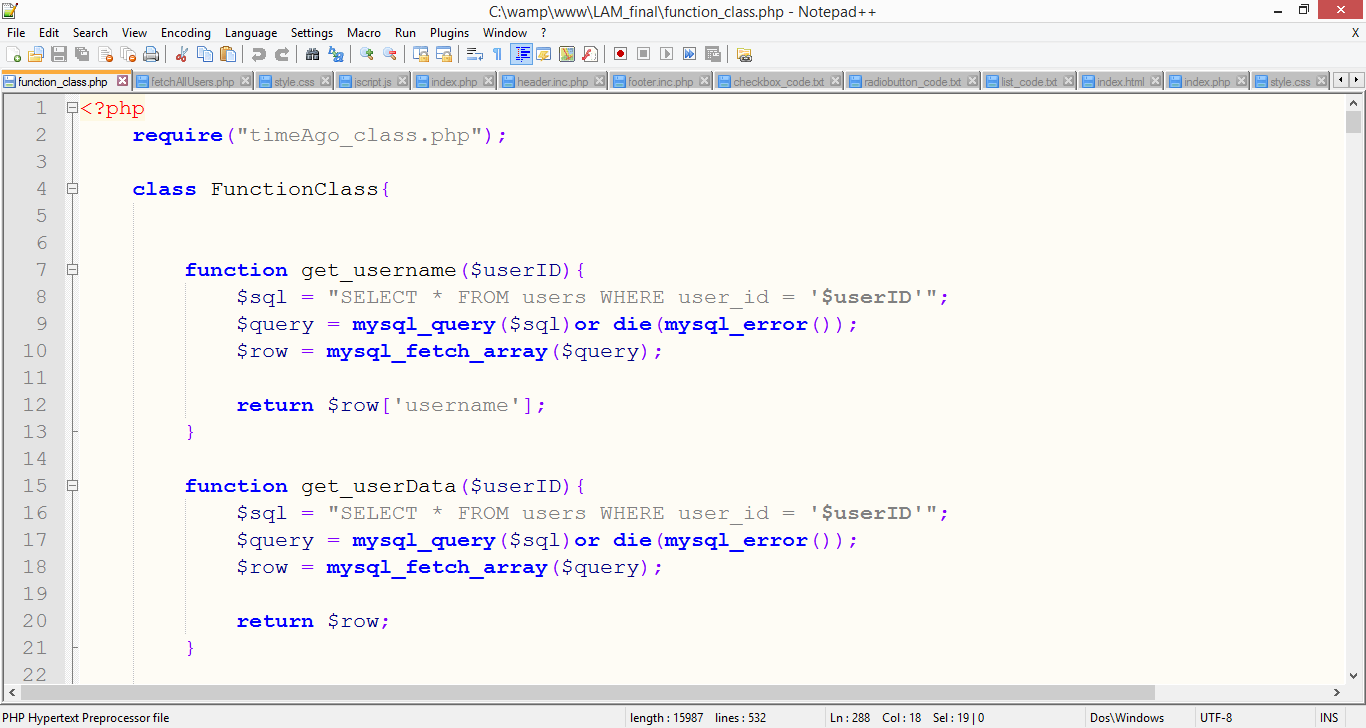 C:\wamp\www\LAM_final\function_class.php - Notepad++
File Edit Search View Encoding Language Settings Macro Run Plugins Window ? X
function_class.php fetchAllUsers.php style.css jscript.js index.php header.inc.php footer.inc.php checkbox_code.txt radiobutton_code.txt list_code.txt index.html index.php style.css
1 <?php
2 require("timeAgo_class.php");
3
4 class FunctionClass{
5
6
7 function get_username($userID){
8 $sql = "SELECT * FROM users WHERE user_id = '$userID'";
9 $query = mysql_query($sql)or die(mysql_error());
10 $row = mysql_fetch_array($query);
11
12 return $row['username'];
13 }
14
15 function get_userData($userID){
16 $sql = "SELECT * FROM users WHERE user_id = '$userID'";
17 $query = mysql_query($sql)or die(mysql_error());
18 $row = mysql_fetch_array($query);
19
20 return $row;
21 }
22
PHP Hypertext Preprocessor file length : 15987 lines : 532 Ln : 288 Col : 18 Sel : 19 | 0 Dos\Windows UTF-8 INS